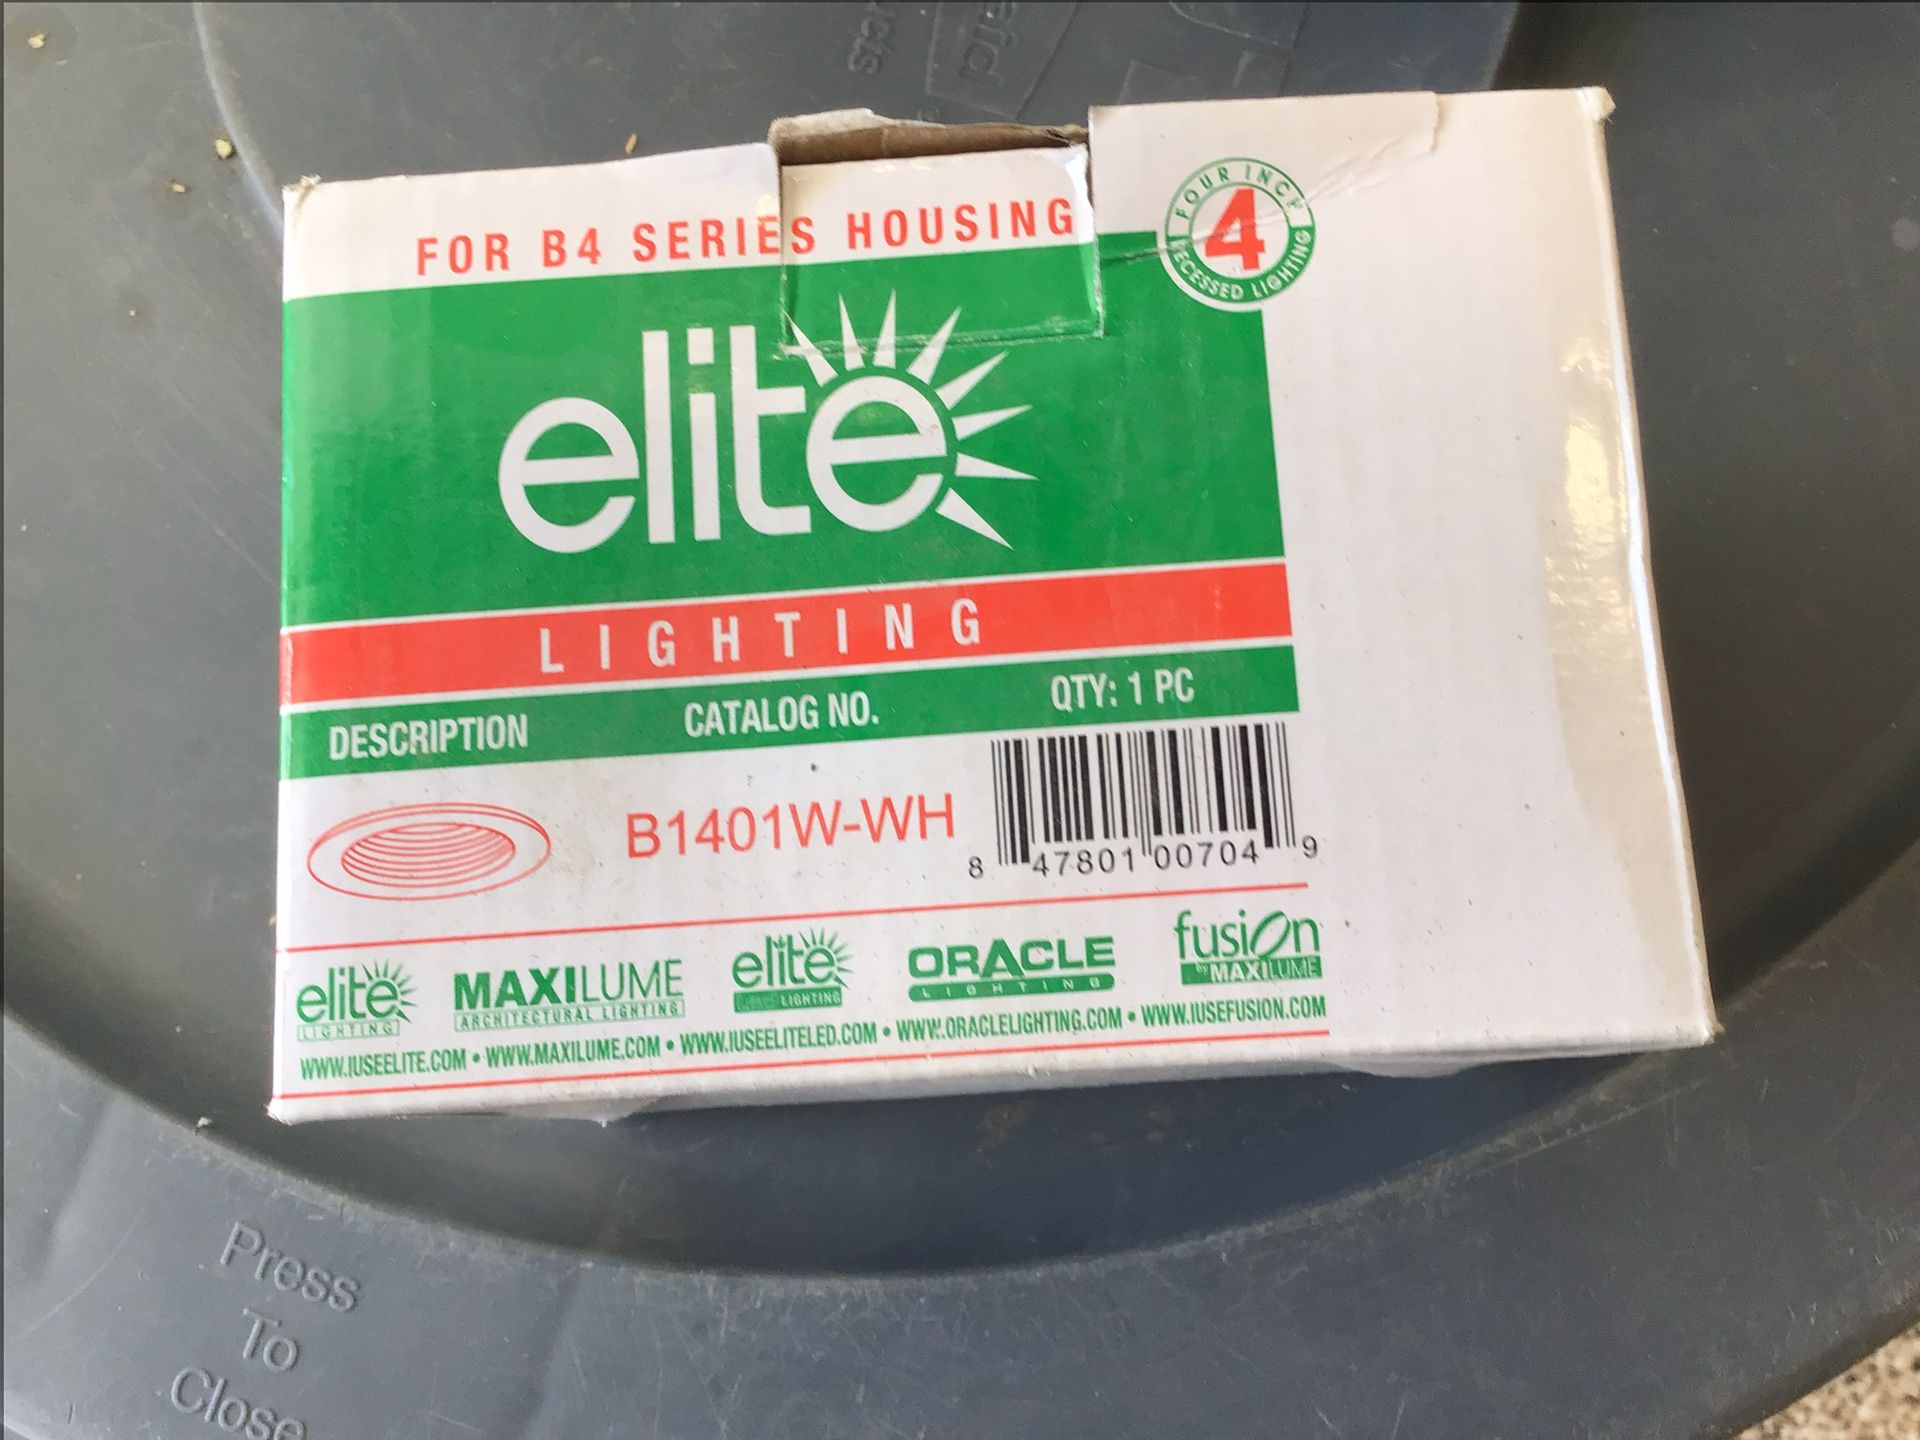 FOR B4 SERIES HOUSING
FOUR INCH
4
RECESSED LIGHTING
elite
LIGHTING
DESCRIPTION CATALOG NO. QTY: 1 PC
B1401W-WH
8 47801 00704 9
elite MAXILUME elite ORACLE fusion
LIGHTING ARCHITECTURAL LIGHTING LIGHTING LIGHTING by MAXILUME
WWW.IUSEELITE.COM • WWW.MAXILUME.COM • WWW.IUSEELITELED.COM • WWW.ORACLELIGHTING.COM • WWW.IUSEFUSION.COM
Press
To
Close